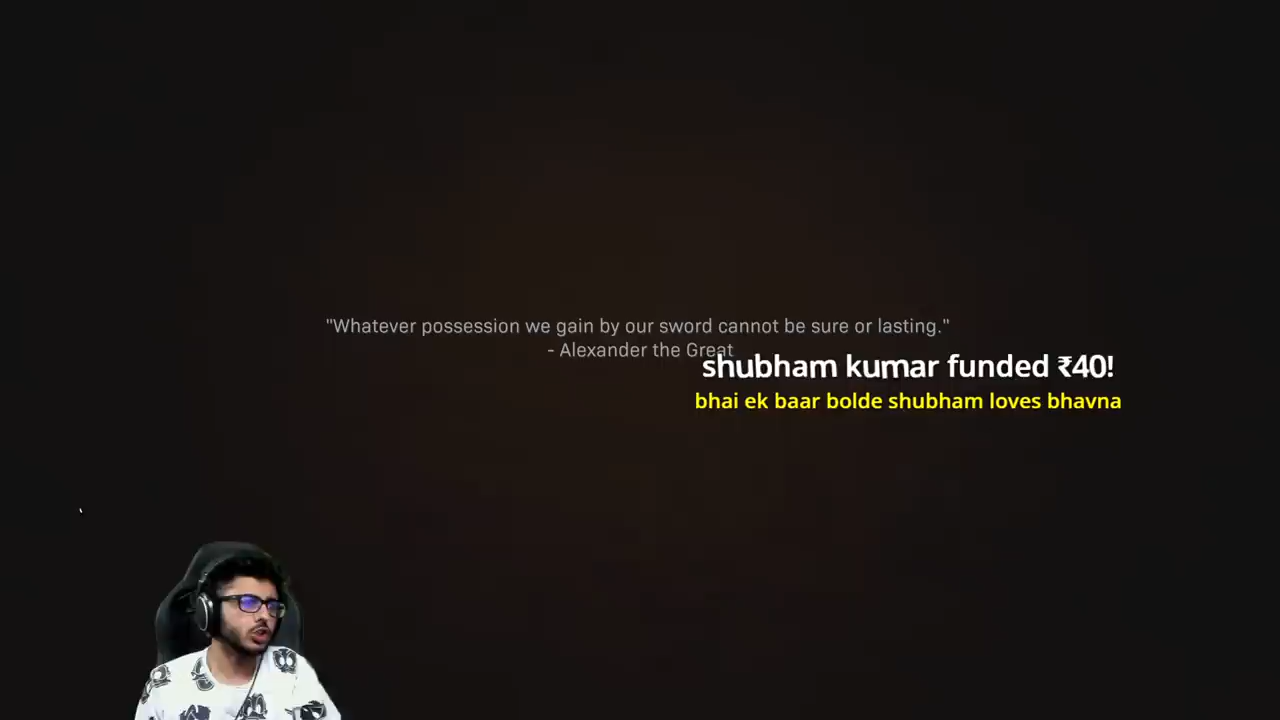 "Whatever possession we gain by our sword cannot be sure or lasting."
- Alexander the Great
shubham kumar funded ₹40!
bhai ek baar bolde shubham loves bhavna